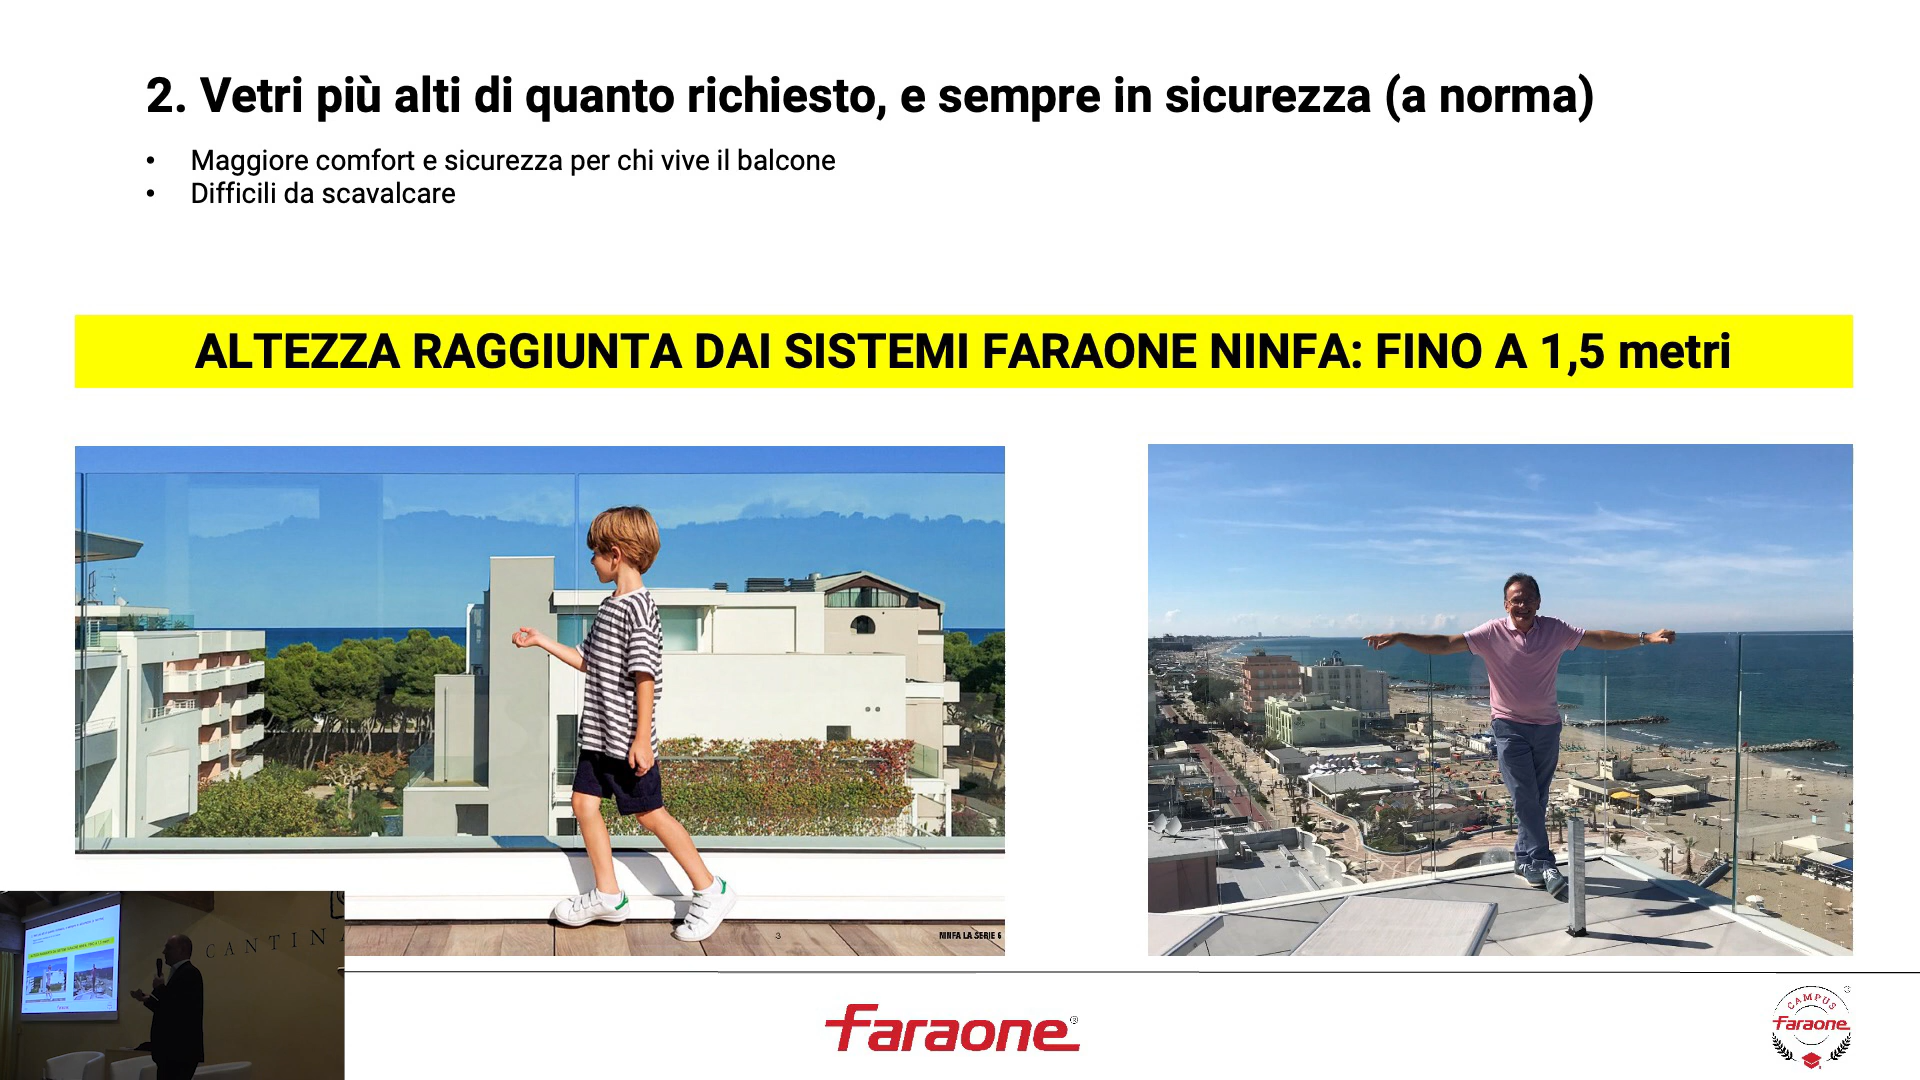 2. Vetri più alti di quanto richiesto, e sempre in sicurezza (a norma)
• Maggiore comfort e sicurezza per chi vive il balcone
• Difficili da scavalcare
ALTEZZA RAGGIUNTA DAI SISTEMI FARAONE NINFA: FINO A 1,5 metri
3
NINFA LA SERIE 6
CANTINA
faraone®
CAMPUS
faraone